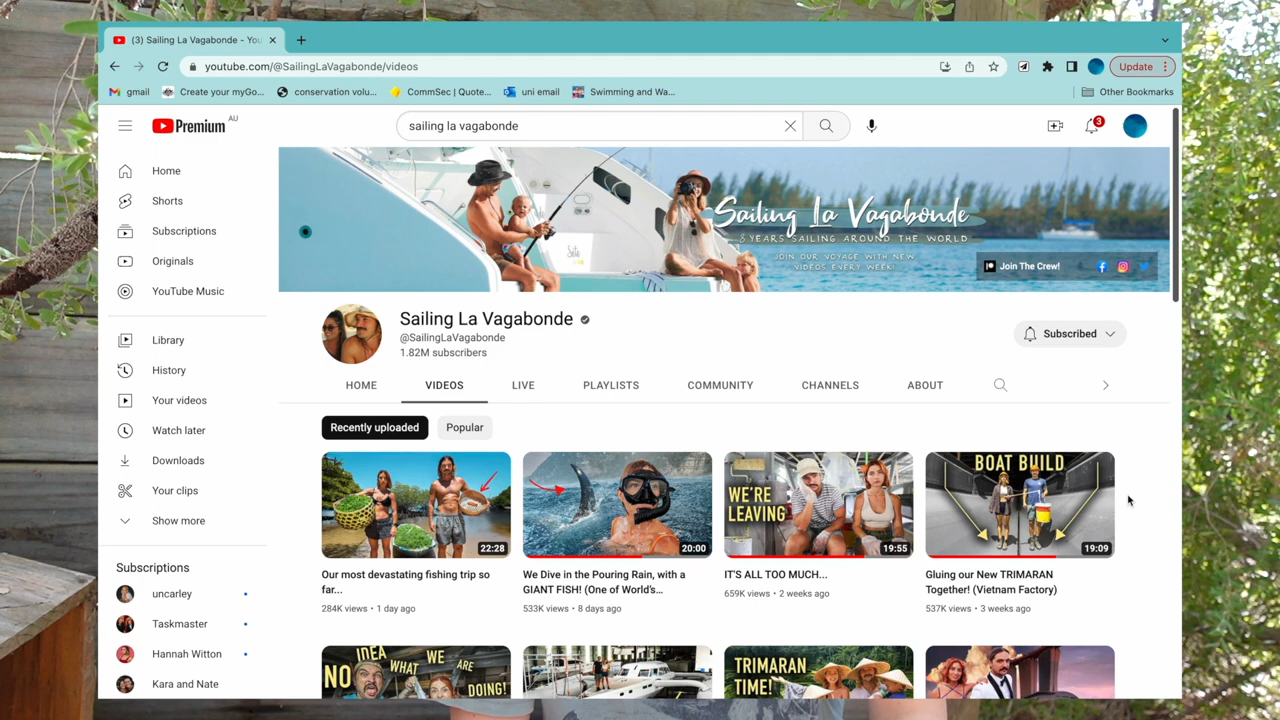 (3) Sailing La Vagabonde - You
youtube.com/@SailingLaVagabonde/videos
Update
gmail
Create your myGo...
conservation volu...
CommSec | Quote...
uni email
Swimming and Wa...
Other Bookmarks
Premium AU
sailing la vagabonde
3
Home
Shorts
Subscriptions
Originals
YouTube Music
Library
History
Your videos
Watch later
Downloads
Your clips
Show more
Subscriptions
uncarley
Taskmaster
Hannah Witton
Kara and Nate
Sailing La Vagabonde
8 YEARS SAILING AROUND THE WORLD
JOIN OUR VOYAGE WITH NEW
VIDEOS EVERY WEEK!
Join The Crew!
Sailing La Vagabonde
@SailingLaVagabonde
1.82M subscribers
Subscribed
HOME
VIDEOS
LIVE
PLAYLISTS
COMMUNITY
CHANNELS
ABOUT
Recently uploaded
Popular
22:28
Our most devastating fishing trip so
far...
284K views • 1 day ago
20:00
We Dive in the Pouring Rain, with a
GIANT FISH! (One of World's...
533K views • 8 days ago
WE'RE
LEAVING
19:55
IT'S ALL TOO MUCH...
659K views • 2 weeks ago
BOAT BUILD
19:09
Gluing our New TRIMARAN
Together! (Vietnam Factory)
537K views • 3 weeks ago
NO IDEA WHAT WE ARE
DOING!
TRIMARAN
TIME!